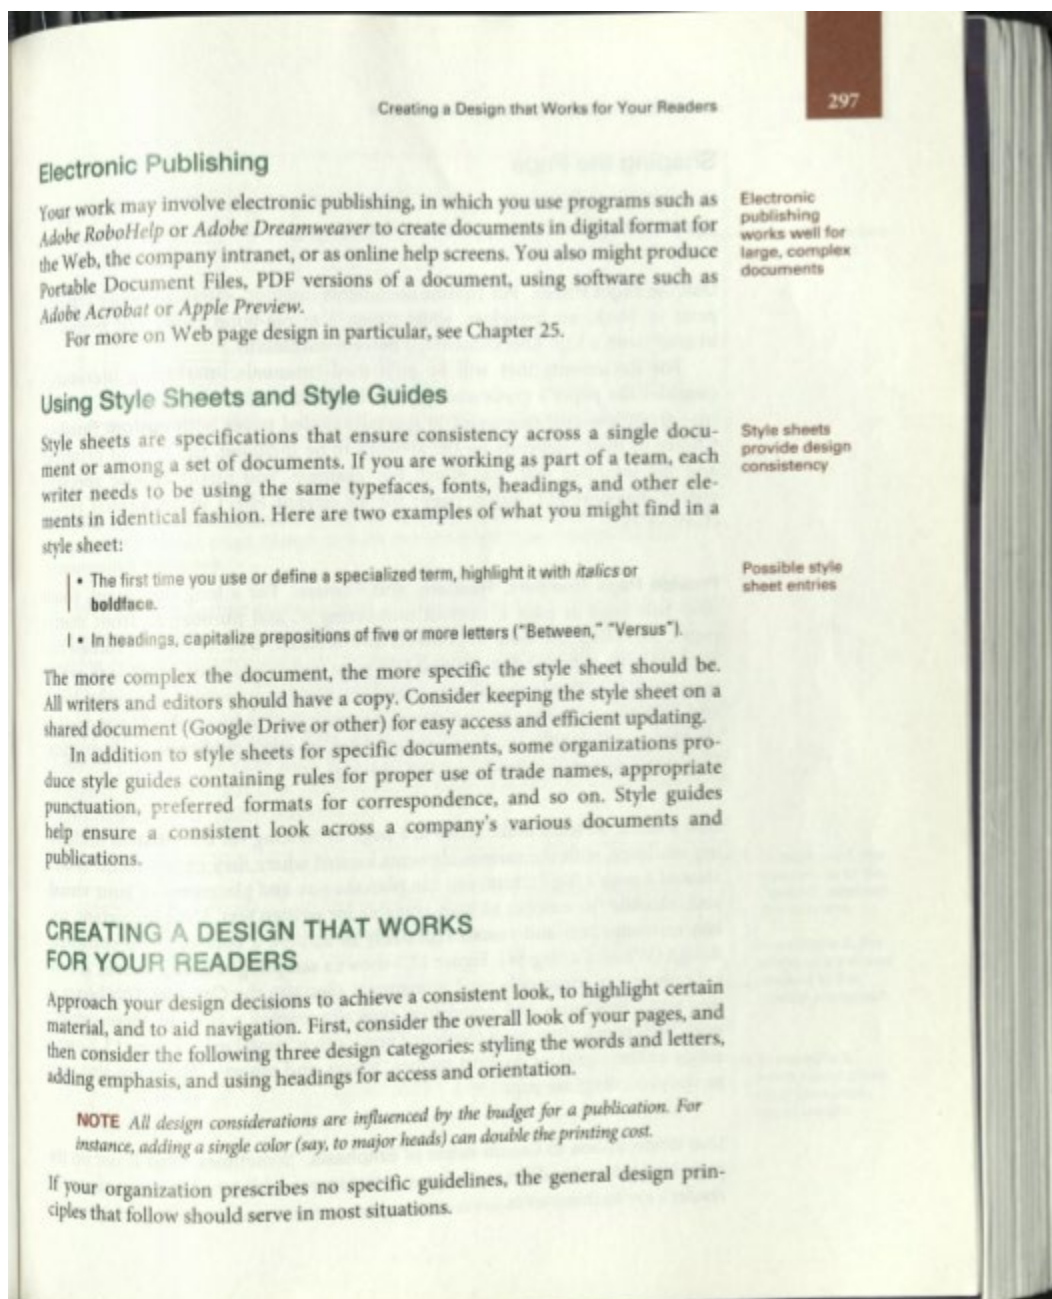 Creating a Design that Works for Your Readers
297
Electronic Publishing
Your work may involve electronic publishing, in which you use programs such as
Adobe RoboHelp or Adobe Dreamweaver to create documents in digital format for
the Web, the company intranet, or as online help screens. You also might produce
Portable Document Files, PDF versions of a document, using software such as
Adobe Acrobat or Apple Preview.
For more on Web page design in particular, see Chapter 25.
Electronic
publishing
works well for
large, complex
documents
Using Style Sheets and Style Guides
Style sheets are specifications that ensure consistency across a single docu-
ment or among a set of documents. If you are working as part of a team, each
writer needs to be using the same typefaces, fonts, headings, and other ele-
ments in identical fashion. Here are two examples of what you might find in a
style sheet:
Style sheets
provide design
consistency
• The first time you use or define a specialized term, highlight it with italics or
boldface.
• In headings, capitalize prepositions of five or more letters ("Between," "Versus").
Possible style
sheet entries
The more complex the document, the more specific the style sheet should be.
All writers and editors should have a copy. Consider keeping the style sheet on a
shared document (Google Drive or other) for easy access and efficient updating.
In addition to style sheets for specific documents, some organizations pro-
duce style guides containing rules for proper use of trade names, appropriate
punctuation, preferred formats for correspondence, and so on. Style guides
help ensure a consistent look across a company's various documents and
publications.
CREATING A DESIGN THAT WORKS
FOR YOUR READERS
Approach your design decisions to achieve a consistent look, to highlight certain
material, and to aid navigation. First, consider the overall look of your pages, and
then consider the following three design categories: styling the words and letters,
adding emphasis, and using headings for access and orientation.
NOTE All design considerations are influenced by the budget for a publication. For
instance, adding a single color (say, to major heads) can double the printing cost.
If your organization prescribes no specific guidelines, the general design prin-
ciples that follow should serve in most situations.